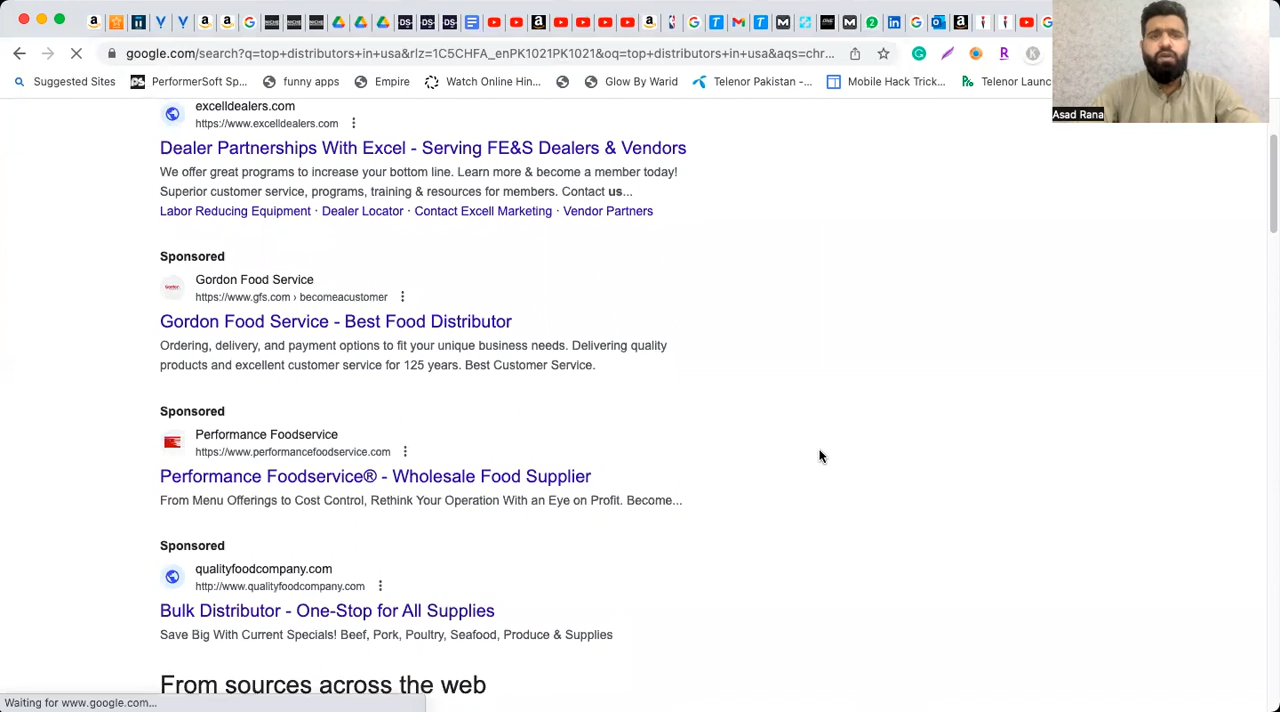 google.com/search?q=top+distributors+in+usa&rlz=1C5CHFA_enPK1021PK1021&oq=top+distributors+in+usa&aqs=chr...
Suggested Sites
PerformerSoft Sp...
funny apps
Empire
Watch Online Hin...
Glow By Warid
Telenor Pakistan -...
Mobile Hack Trick...
Telenor Launc
Asad Rana
excelldealers.com
https://www.excelldealers.com
Dealer Partnerships With Excel - Serving FE&S Dealers & Vendors
We offer great programs to increase your bottom line. Learn more & become a member today!
Superior customer service, programs, training & resources for members. Contact us...
Labor Reducing Equipment · Dealer Locator · Contact Excell Marketing · Vendor Partners
Sponsored
Gordon Food Service
https://www.gfs.com › becomeacustomer
Gordon Food Service - Best Food Distributor
Ordering, delivery, and payment options to fit your unique business needs. Delivering quality
products and excellent customer service for 125 years. Best Customer Service.
Sponsored
Performance Foodservice
https://www.performancefoodservice.com
Performance Foodservice® - Wholesale Food Supplier
From Menu Offerings to Cost Control, Rethink Your Operation With an Eye on Profit. Become...
Sponsored
qualityfoodcompany.com
http://www.qualityfoodcompany.com
Bulk Distributor - One-Stop for All Supplies
Save Big With Current Specials! Beef, Pork, Poultry, Seafood, Produce & Supplies
From sources across the web
Waiting for www.google.com...